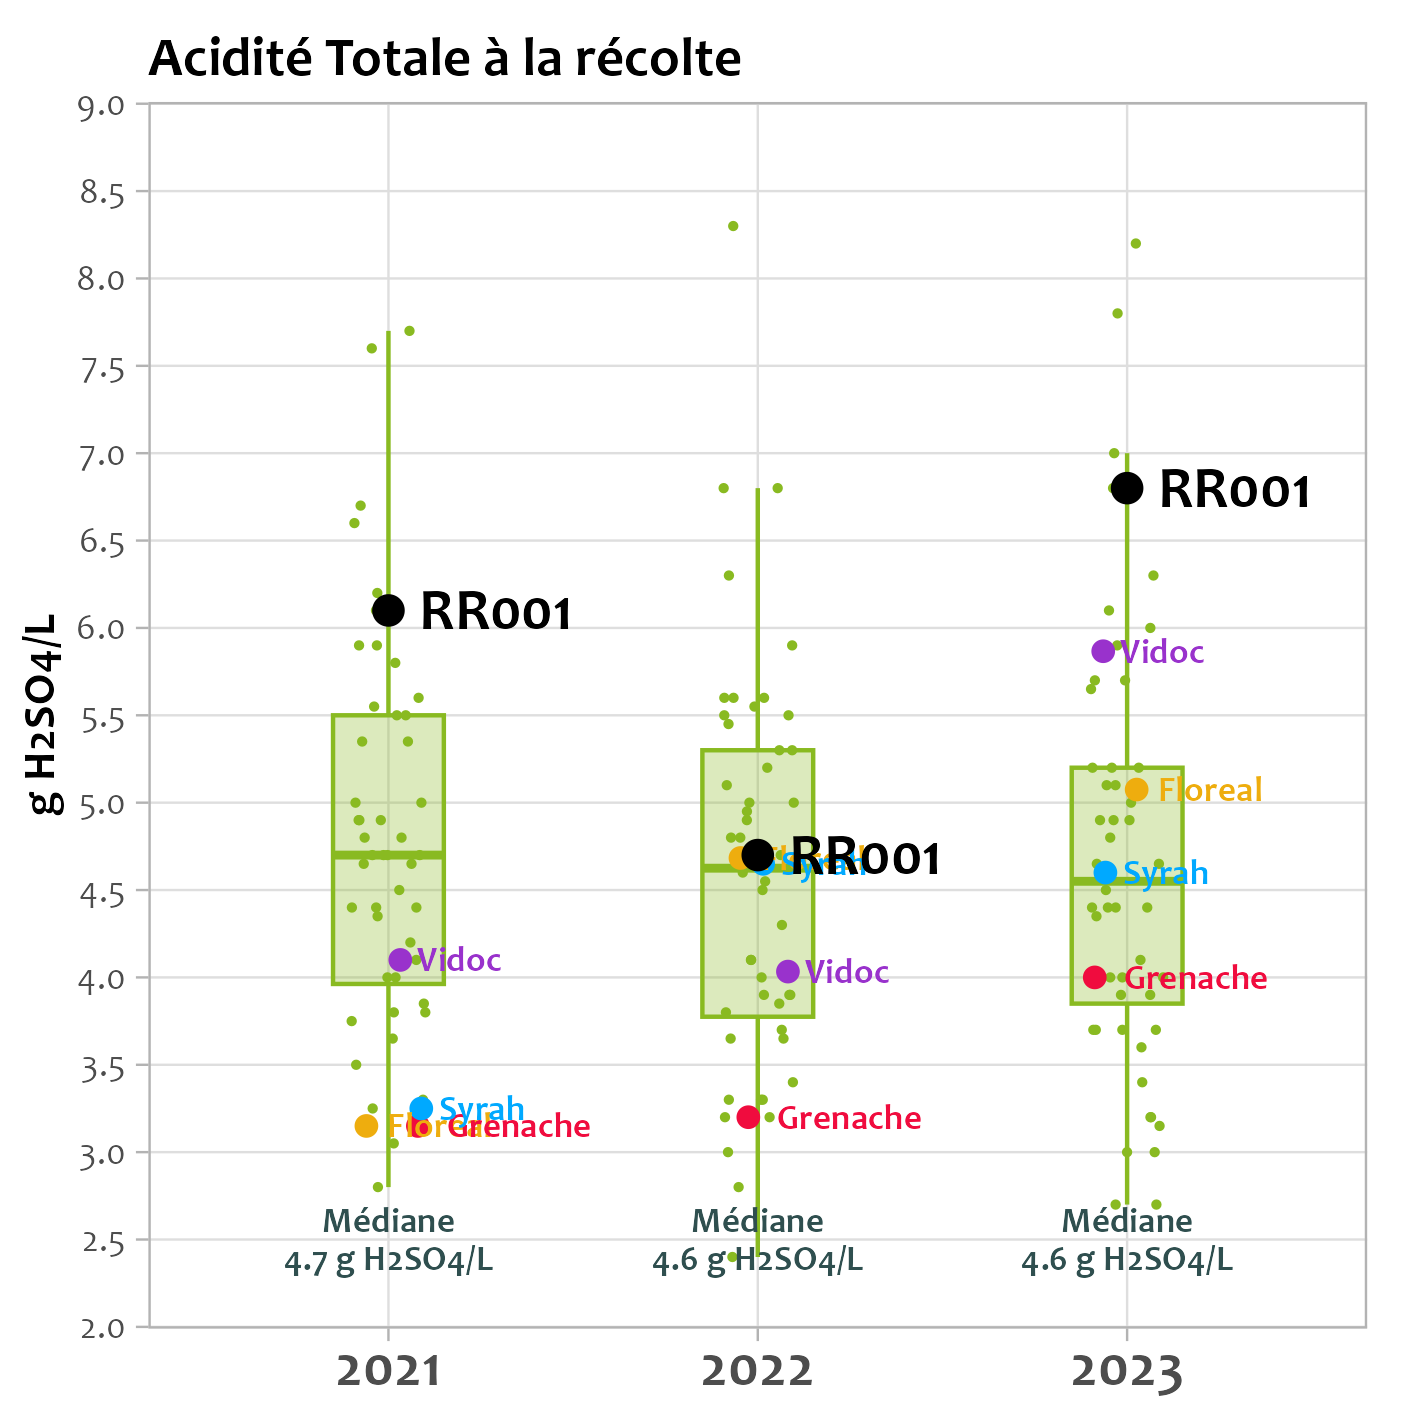 Acidité Totale à la récolte
g H2SO4/L
9.0
8.5
8.0
7.5
7.0
6.5
6.0
5.5
5.0
4.5
4.0
3.5
3.0
2.5
2.0
RR001
Vidoc
Syrah
Floreal
Grenache
Médiane
4.7 g H2SO4/L
RR001
Syrah
Vidoc
Grenache
Médiane
4.6 g H2SO4/L
RR001
Vidoc
Floreal
Syrah
Grenache
Médiane
4.6 g H2SO4/L
2021
2022
2023